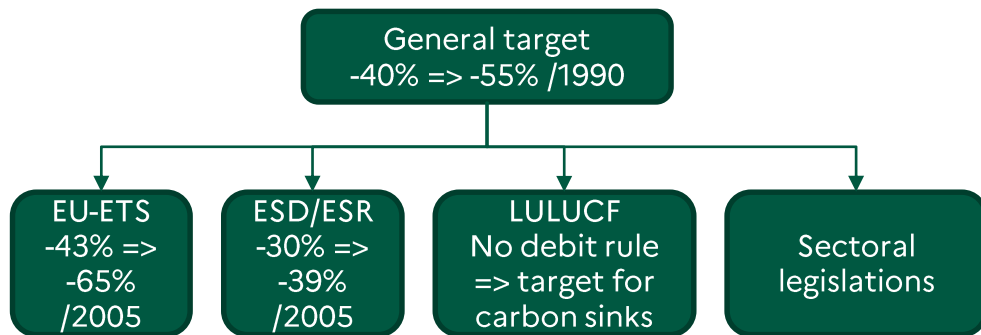 General target
-40% => -55% /1990
EU-ETS
-43% =>
-65%
/2005
ESD/ESR
-30% =>
-39%
/2005
LULUCF
No debit rule
=> target for
carbon sinks
Sectoral
legislations